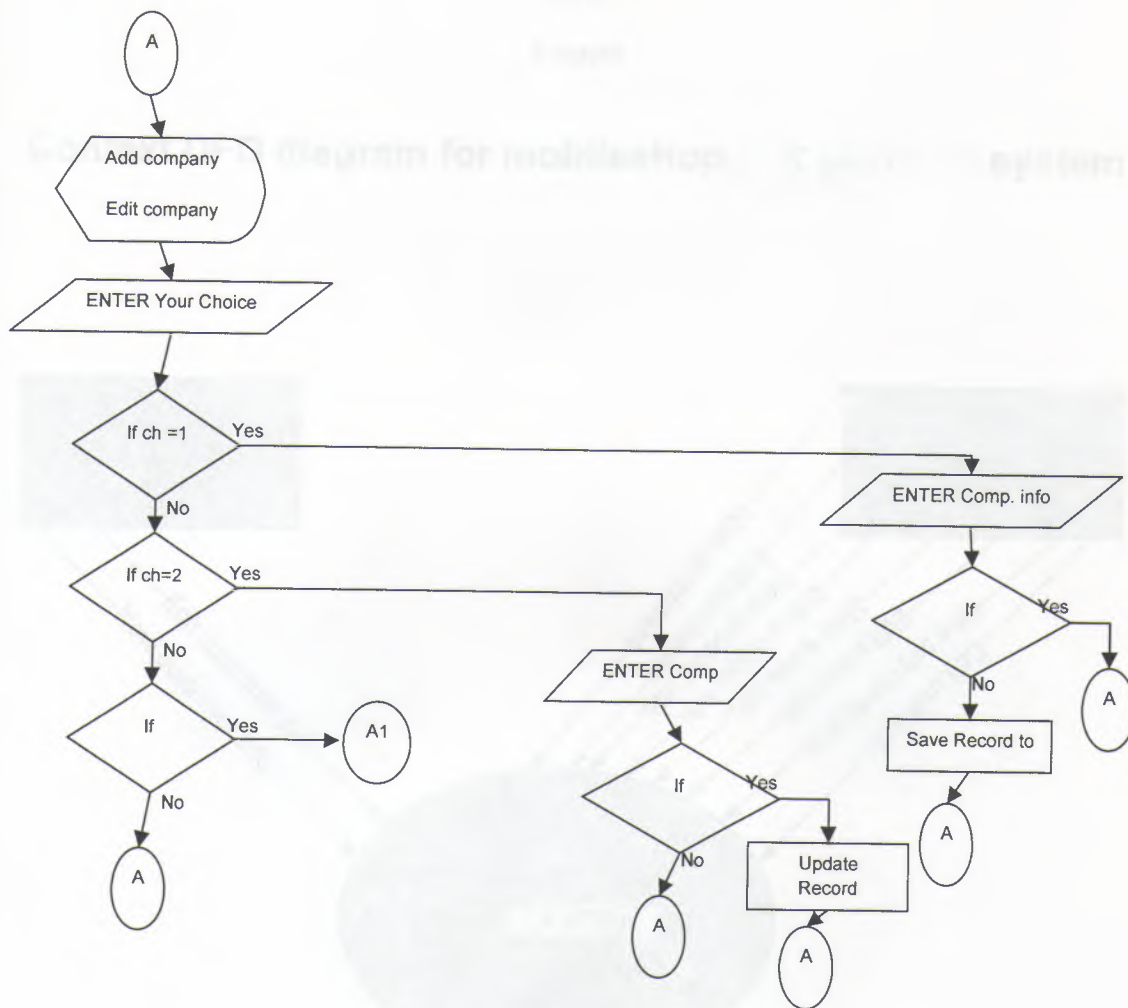 A
Add company
Edit company
ENTER Your Choice
If ch =1
Yes
No
ENTER Comp. info
If ch=2
Yes
No
If
Yes
No
A
Save Record to
A
ENTER Comp
If
Yes
A1
No
If
Yes
No
A
Update
Record
A
A